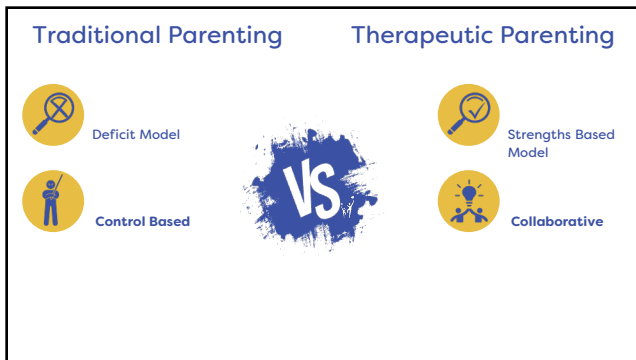 Traditional Parenting
Therapeutic Parenting
Deficit Model
Strengths Based
Model
VS
Control Based
Collaborative